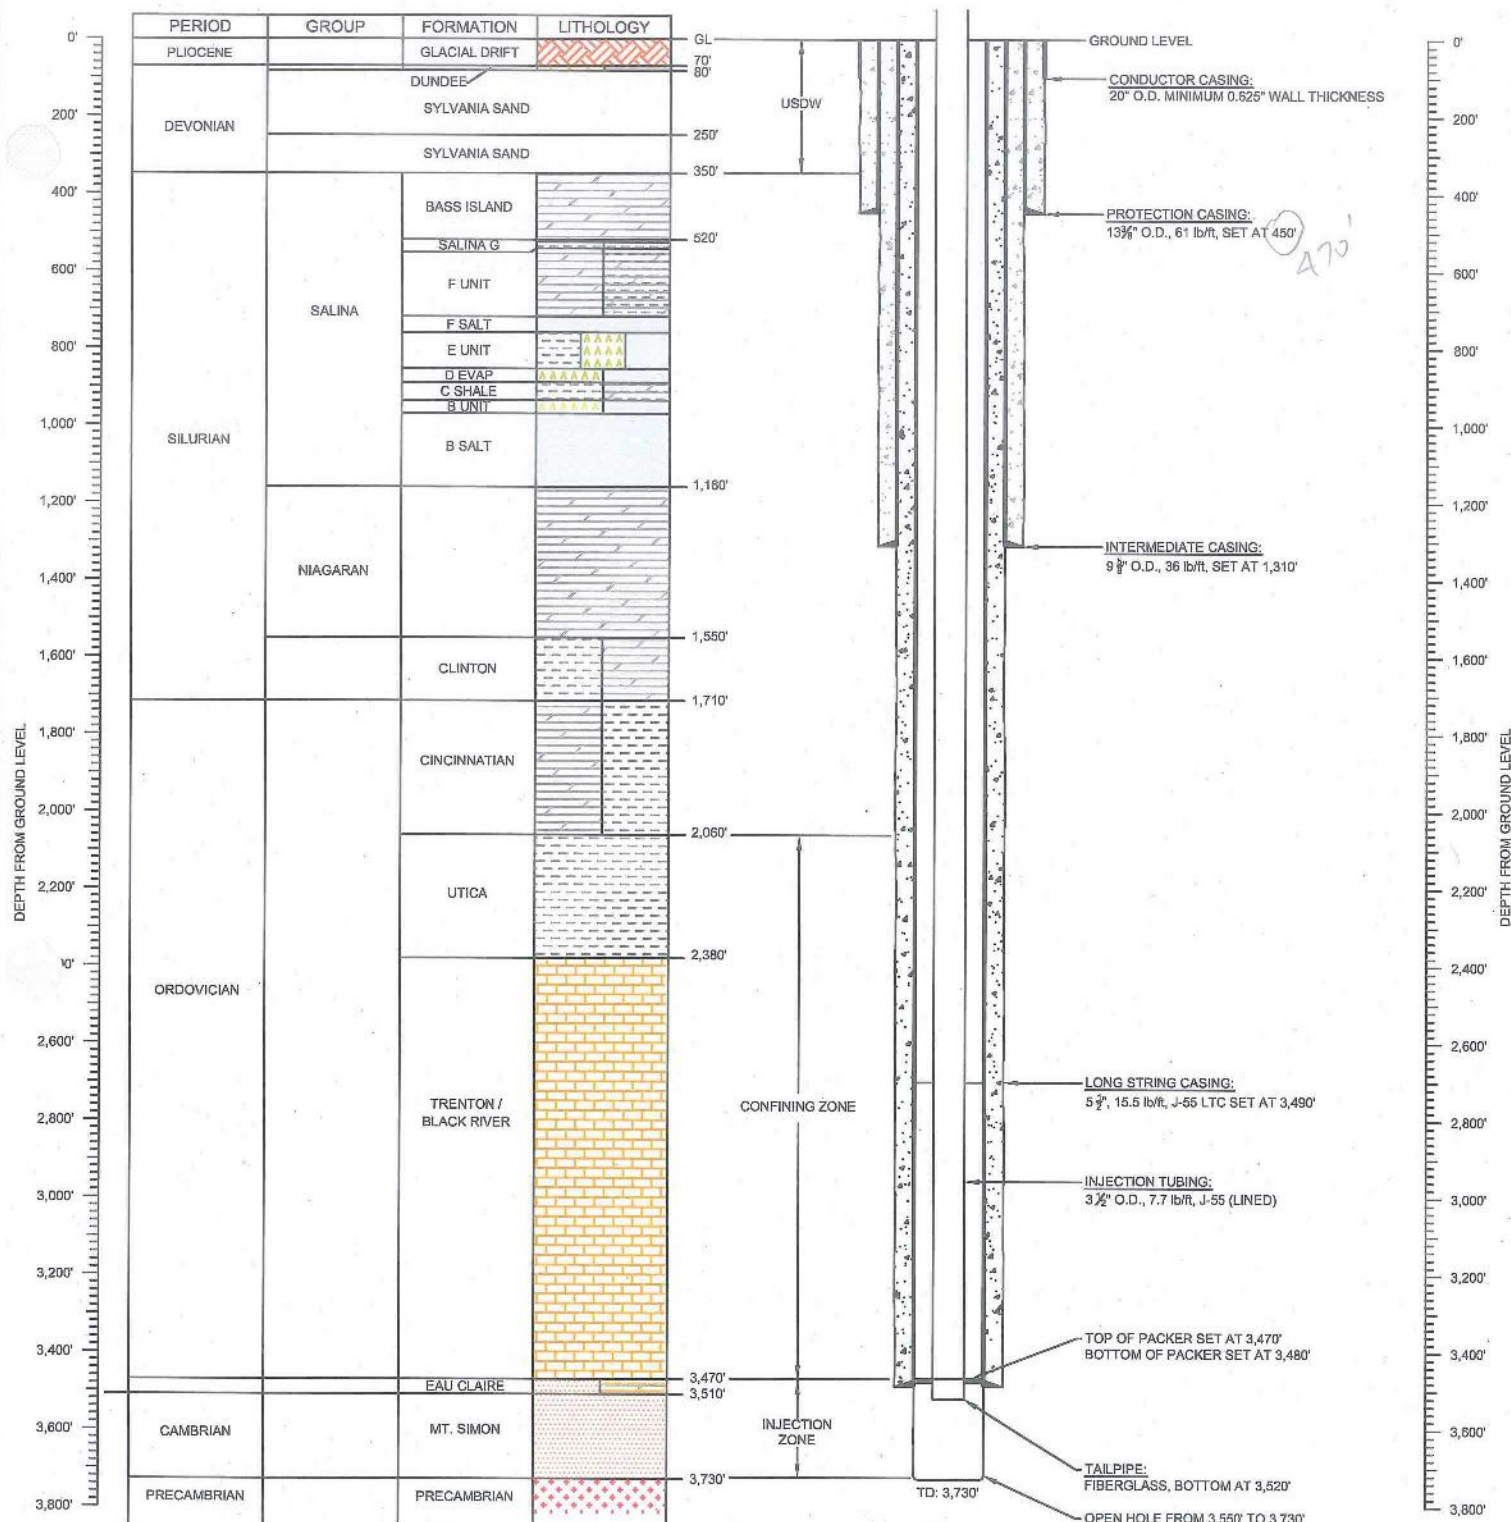 PERIOD GROUP FORMATION LITHOLOGY
PLIOCENE GLACIAL DRIFT
DUNDEE
SYLVANIA SAND
DEVONIAN
SYLVANIA SAND
BASS ISLAND
SALINA G
F UNIT
SALINA
F SALT
E UNIT
D EVAP
C SHALE
B UNIT
SILURIAN
B SALT
NIAGARAN
CLINTON
CINCINNATIAN
UTICA
ORDOVICIAN
TRENTON /
BLACK RIVER
EAU CLAIRE
CAMBRIAN MT. SIMON
PRECAMBRIAN PRECAMBRIAN
GL
70'
80'
250'
350'
520'
1,160'
1,550'
1,710'
2,060'
2,380'
3,470'
3,510'
3,730'
DEPTH FROM GROUND LEVEL
0'
200'
400'
600'
800'
1,000'
1,200'
1,400'
1,600'
1,800'
2,000'
2,200'
0'
2,600'
2,800'
3,000'
3,200'
3,400'
3,600'
3,800'
USDW
CONFINING ZONE
INJECTION
ZONE
TD: 3,730'
GROUND LEVEL
CONDUCTOR CASING:
20" O.D. MINIMUM 0.625" WALL THICKNESS
PROTECTION CASING:
13⅜" O.D., 61 lb/ft, SET AT 450'
470'
INTERMEDIATE CASING:
9 ⅝" O.D., 36 lb/ft, SET AT 1,310'
LONG STRING CASING:
5 ½", 15.5 lb/ft, J-55 LTC SET AT 3,490'
INJECTION TUBING:
3 ½" O.D., 7.7 lb/ft, J-55 (LINED)
TOP OF PACKER SET AT 3,470'
BOTTOM OF PACKER SET AT 3,480'
TAILPIPE:
FIBERGLASS, BOTTOM AT 3,520'
OPEN HOLE FROM 3,550' TO 3,730'
0'
200'
400'
600'
800'
1,000'
1,200'
1,400'
1,600'
1,800'
2,000'
2,200'
2,400'
2,600'
2,800'
3,000'
3,200'
3,400'
3,600'
3,800'
DEPTH FROM GROUND LEVEL